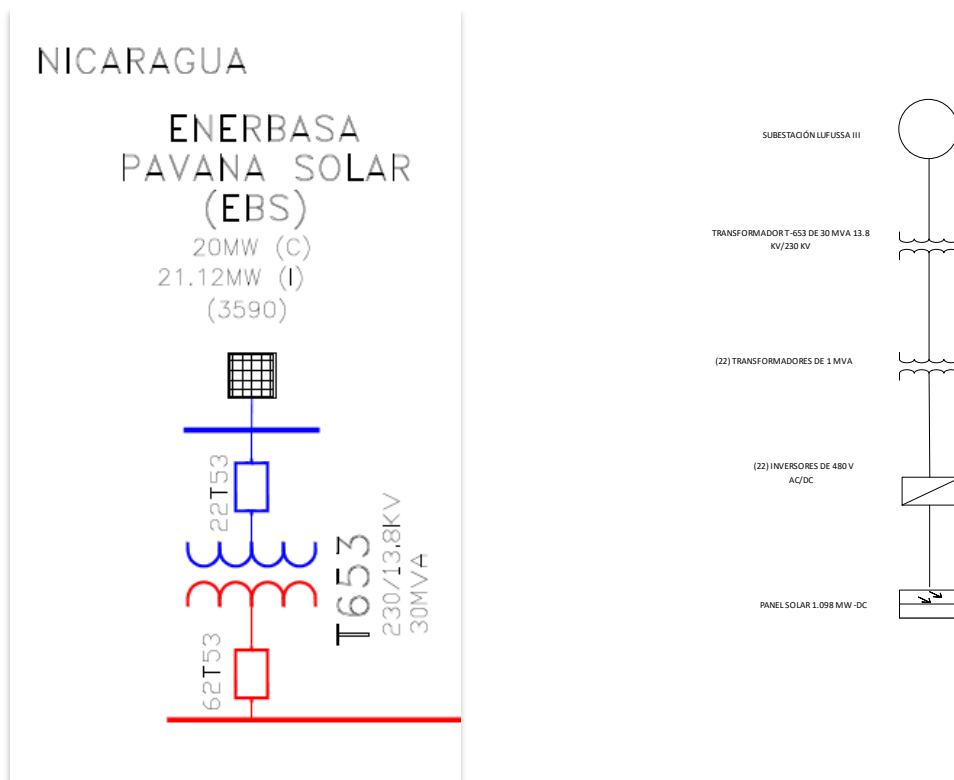 NICARAGUA
ENERBASA
PAVANA SOLAR
(EBS)
20MW (C)
21.12MW (I)
(3590)
22T53
T653
230/13.8KV
30MVA
62T53
SUBESTACIÓN LUFUSSA III
TRANSFORMADOR T-653 DE 30 MVA 13.8
KV/230 KV
(22) TRANSFORMADORES DE 1 MVA
(22) INVERSORES DE 480 V
AC/DC
PANEL SOLAR 1.098 MW -DC